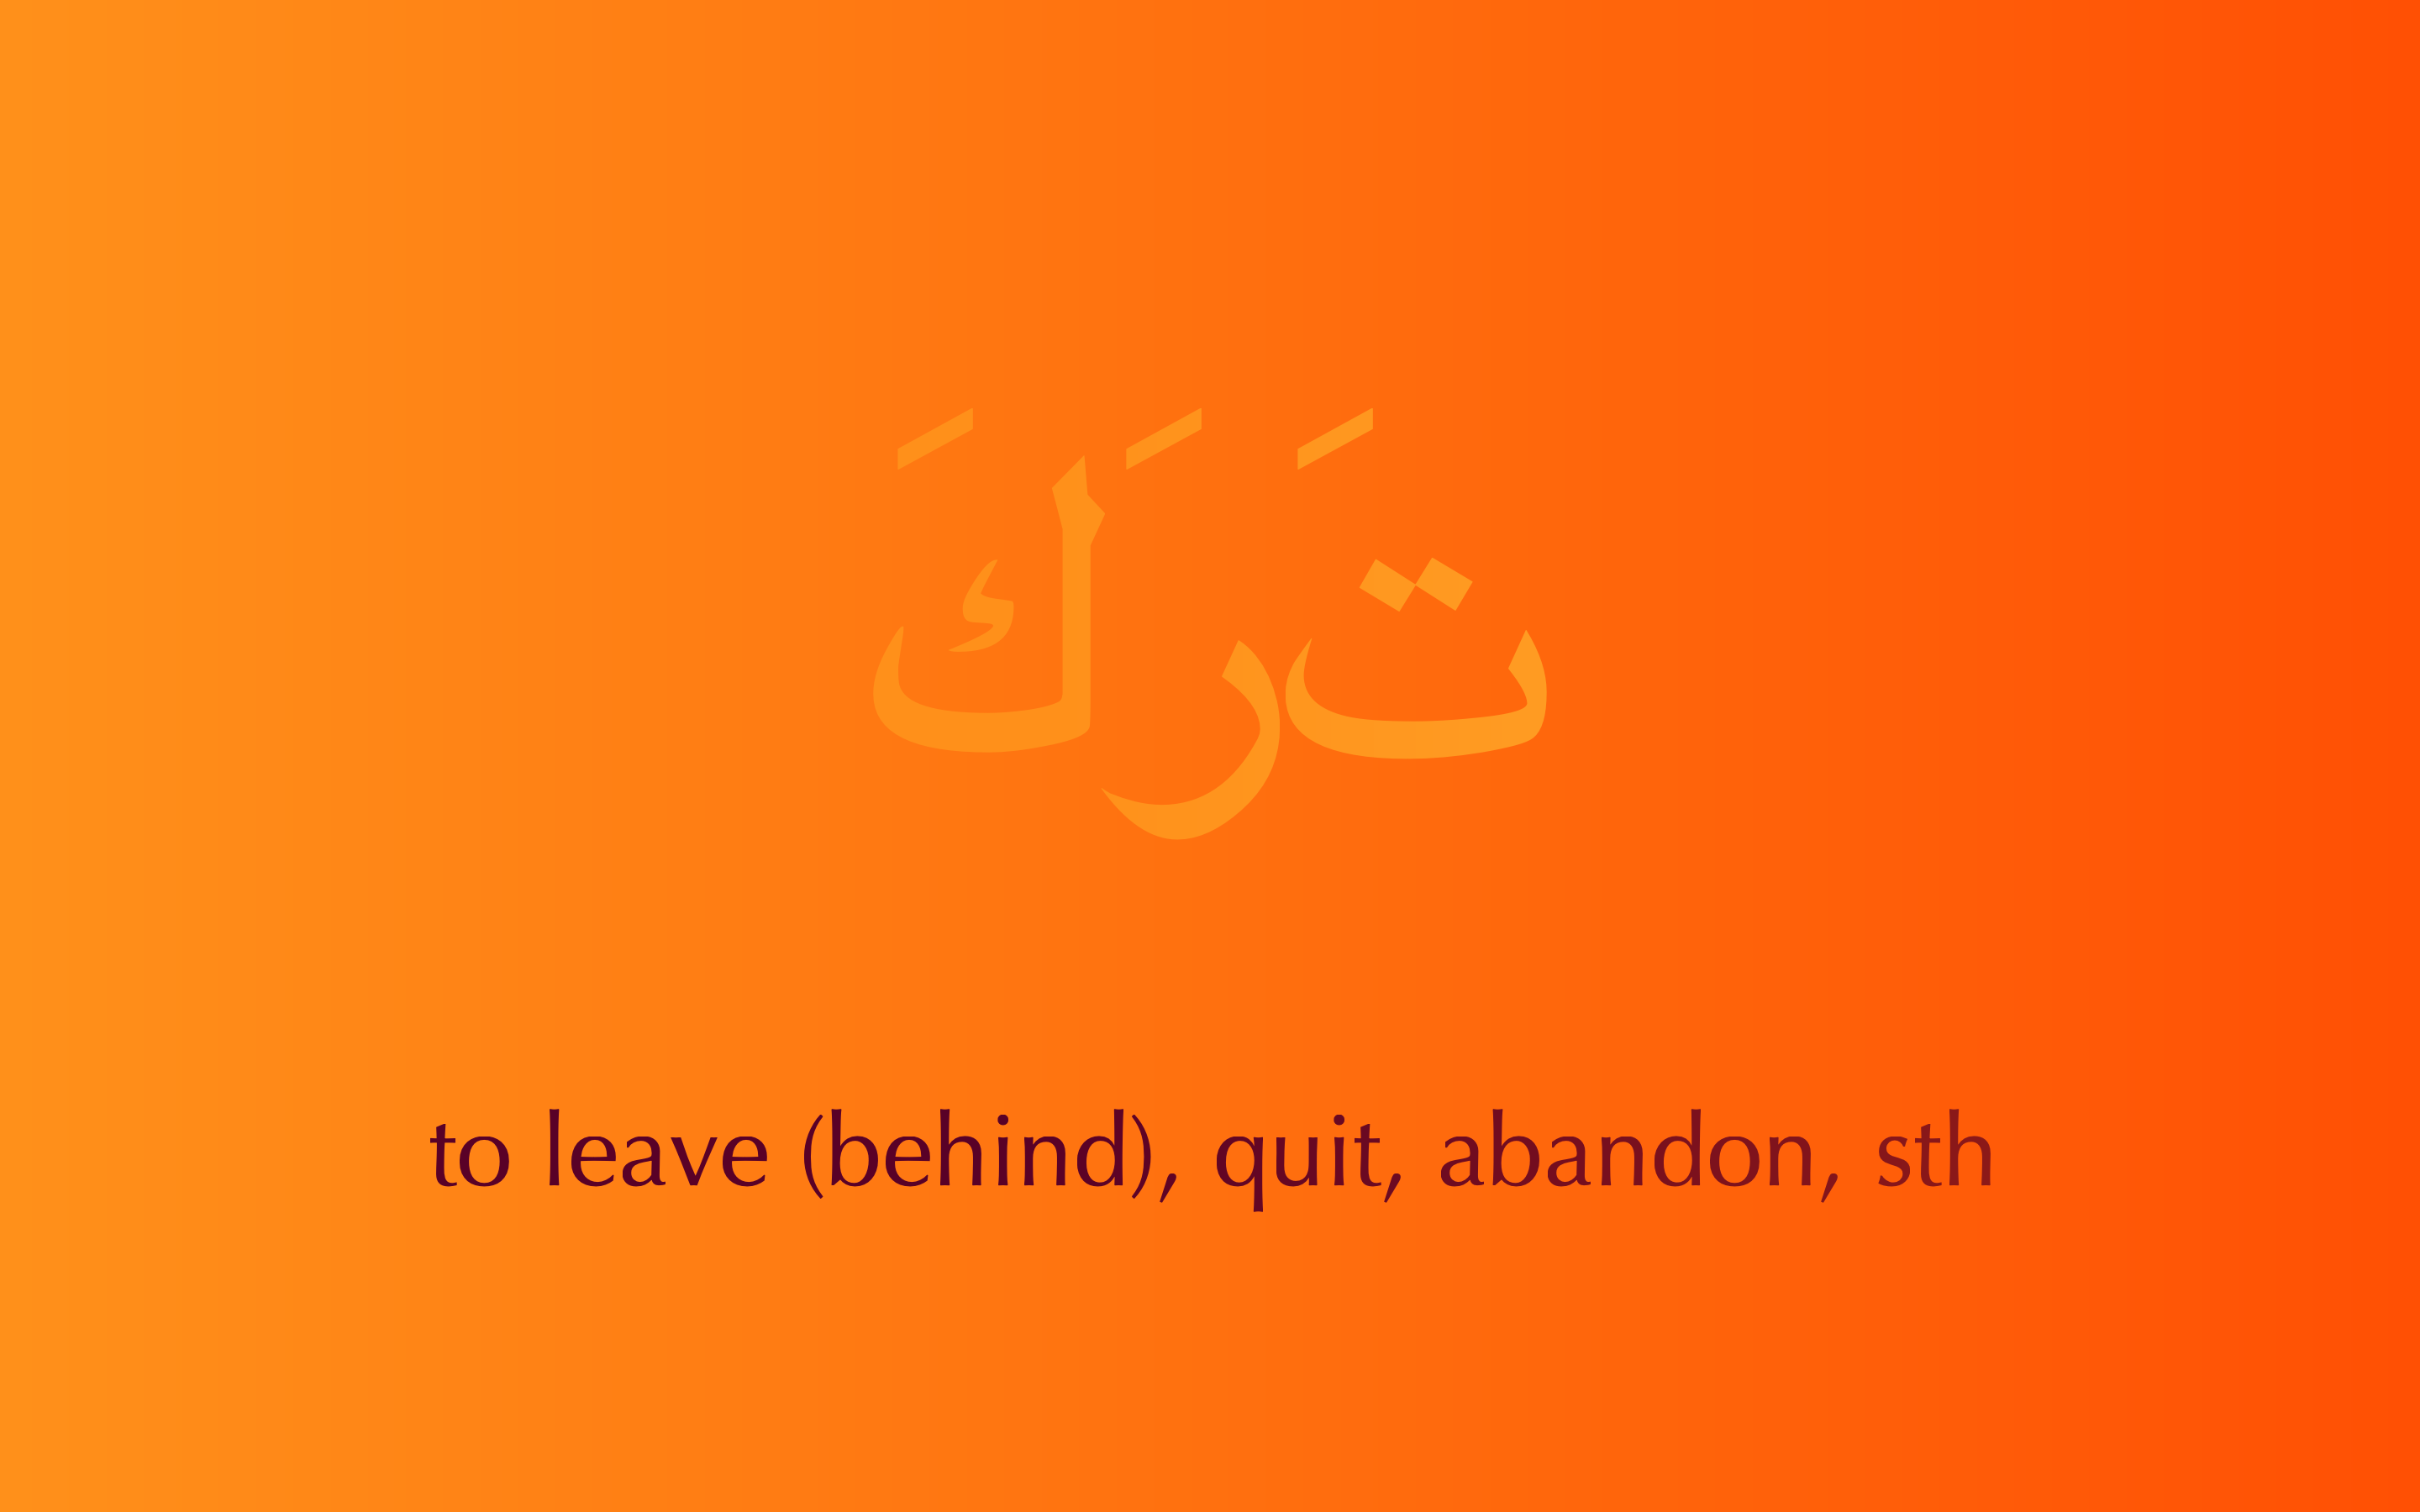 تَرَكَ
to leave (behind), quit, abandon, sth